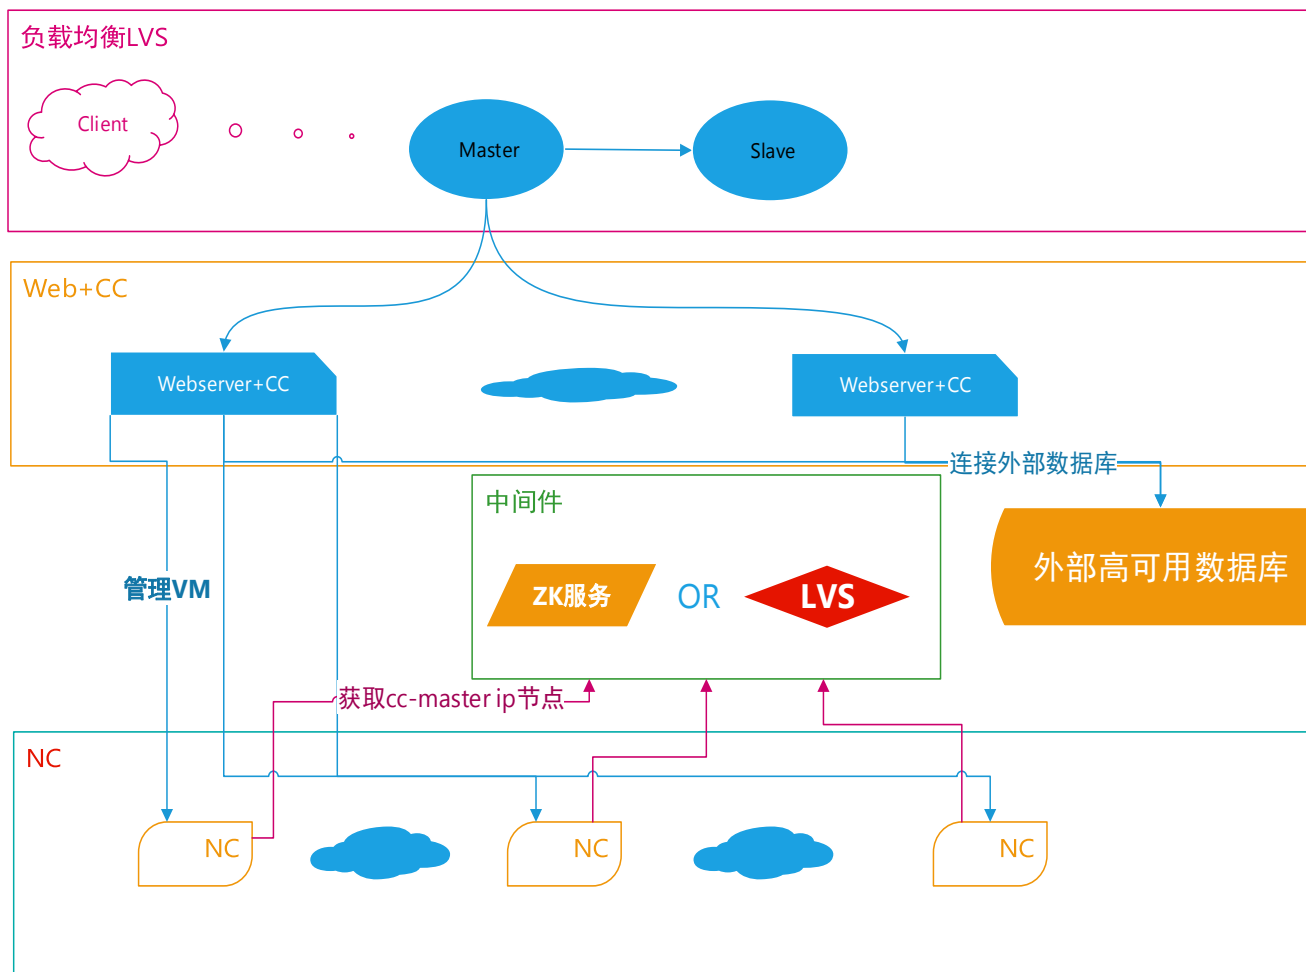 负载均衡LVS
Client
Master
Slave
Web+CC
Webserver+CC
Webserver+CC
连接外部数据库
中间件
外部高可用数据库
管理VM
ZK服务
OR
LVS
获取cc-master ip节点
NC
NC
NC
NC